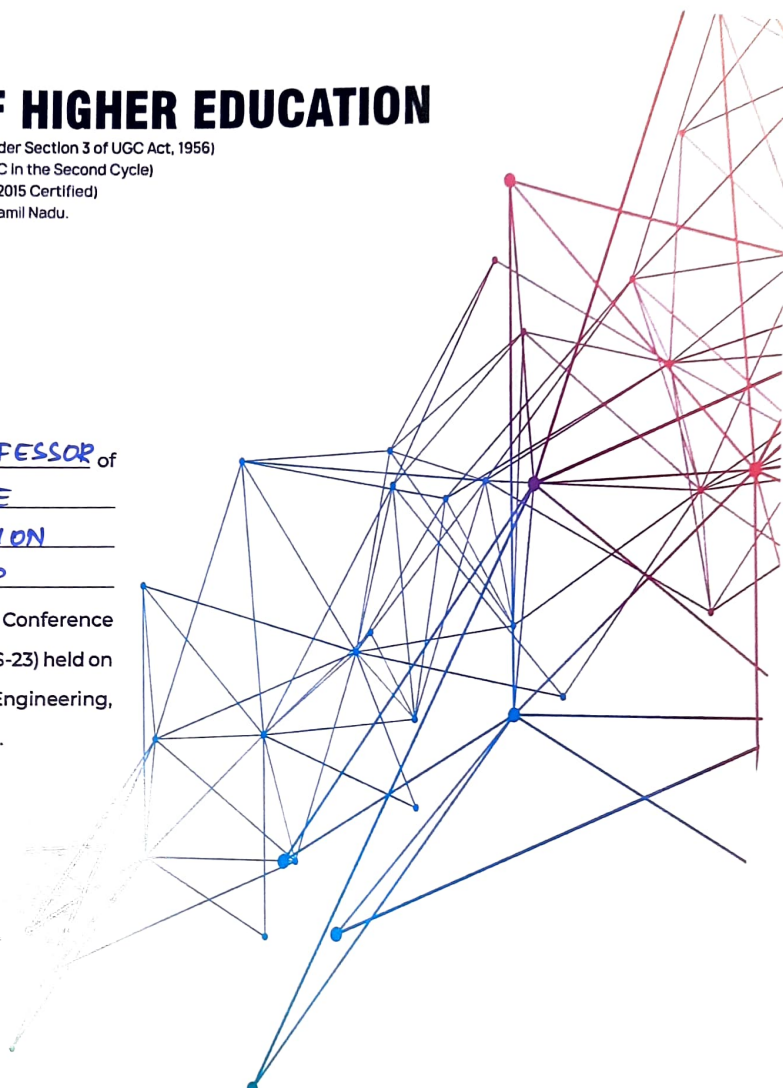 HIGHER EDUCATION
der Section 3 of UGC Act, 1956)
C in the Second Cycle)
2015 Certified)
amil Nadu.
FESSOR of
E
ION
Conference
S-23) held on
Engineering,
.